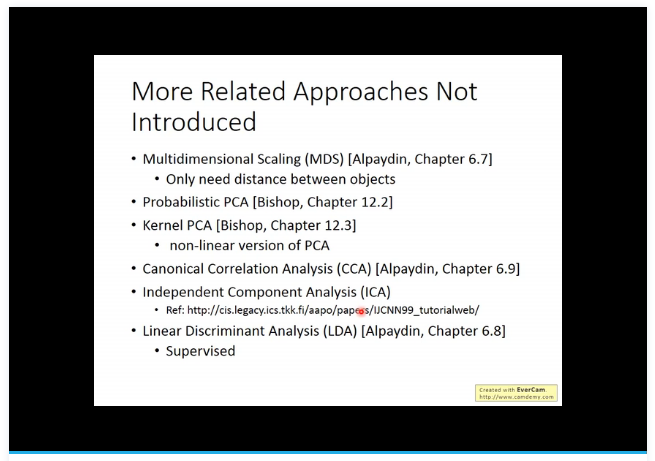 More Related Approaches Not
Introduced
• Multidimensional Scaling (MDS) [Alpaydin, Chapter 6.7]
• Only need distance between objects
• Probabilistic PCA [Bishop, Chapter 12.2]
• Kernel PCA [Bishop, Chapter 12.3]
• non-linear version of PCA
• Canonical Correlation Analysis (CCA) [Alpaydin, Chapter 6.9]
• Independent Component Analysis (ICA)
• Ref: http://cis.legacy.ics.tkk.fi/aapo/papers/IJCNN99_tutorialweb/
• Linear Discriminant Analysis (LDA) [Alpaydin, Chapter 6.8]
• Supervised
Created with EverCam.
http://www.camdemy.com